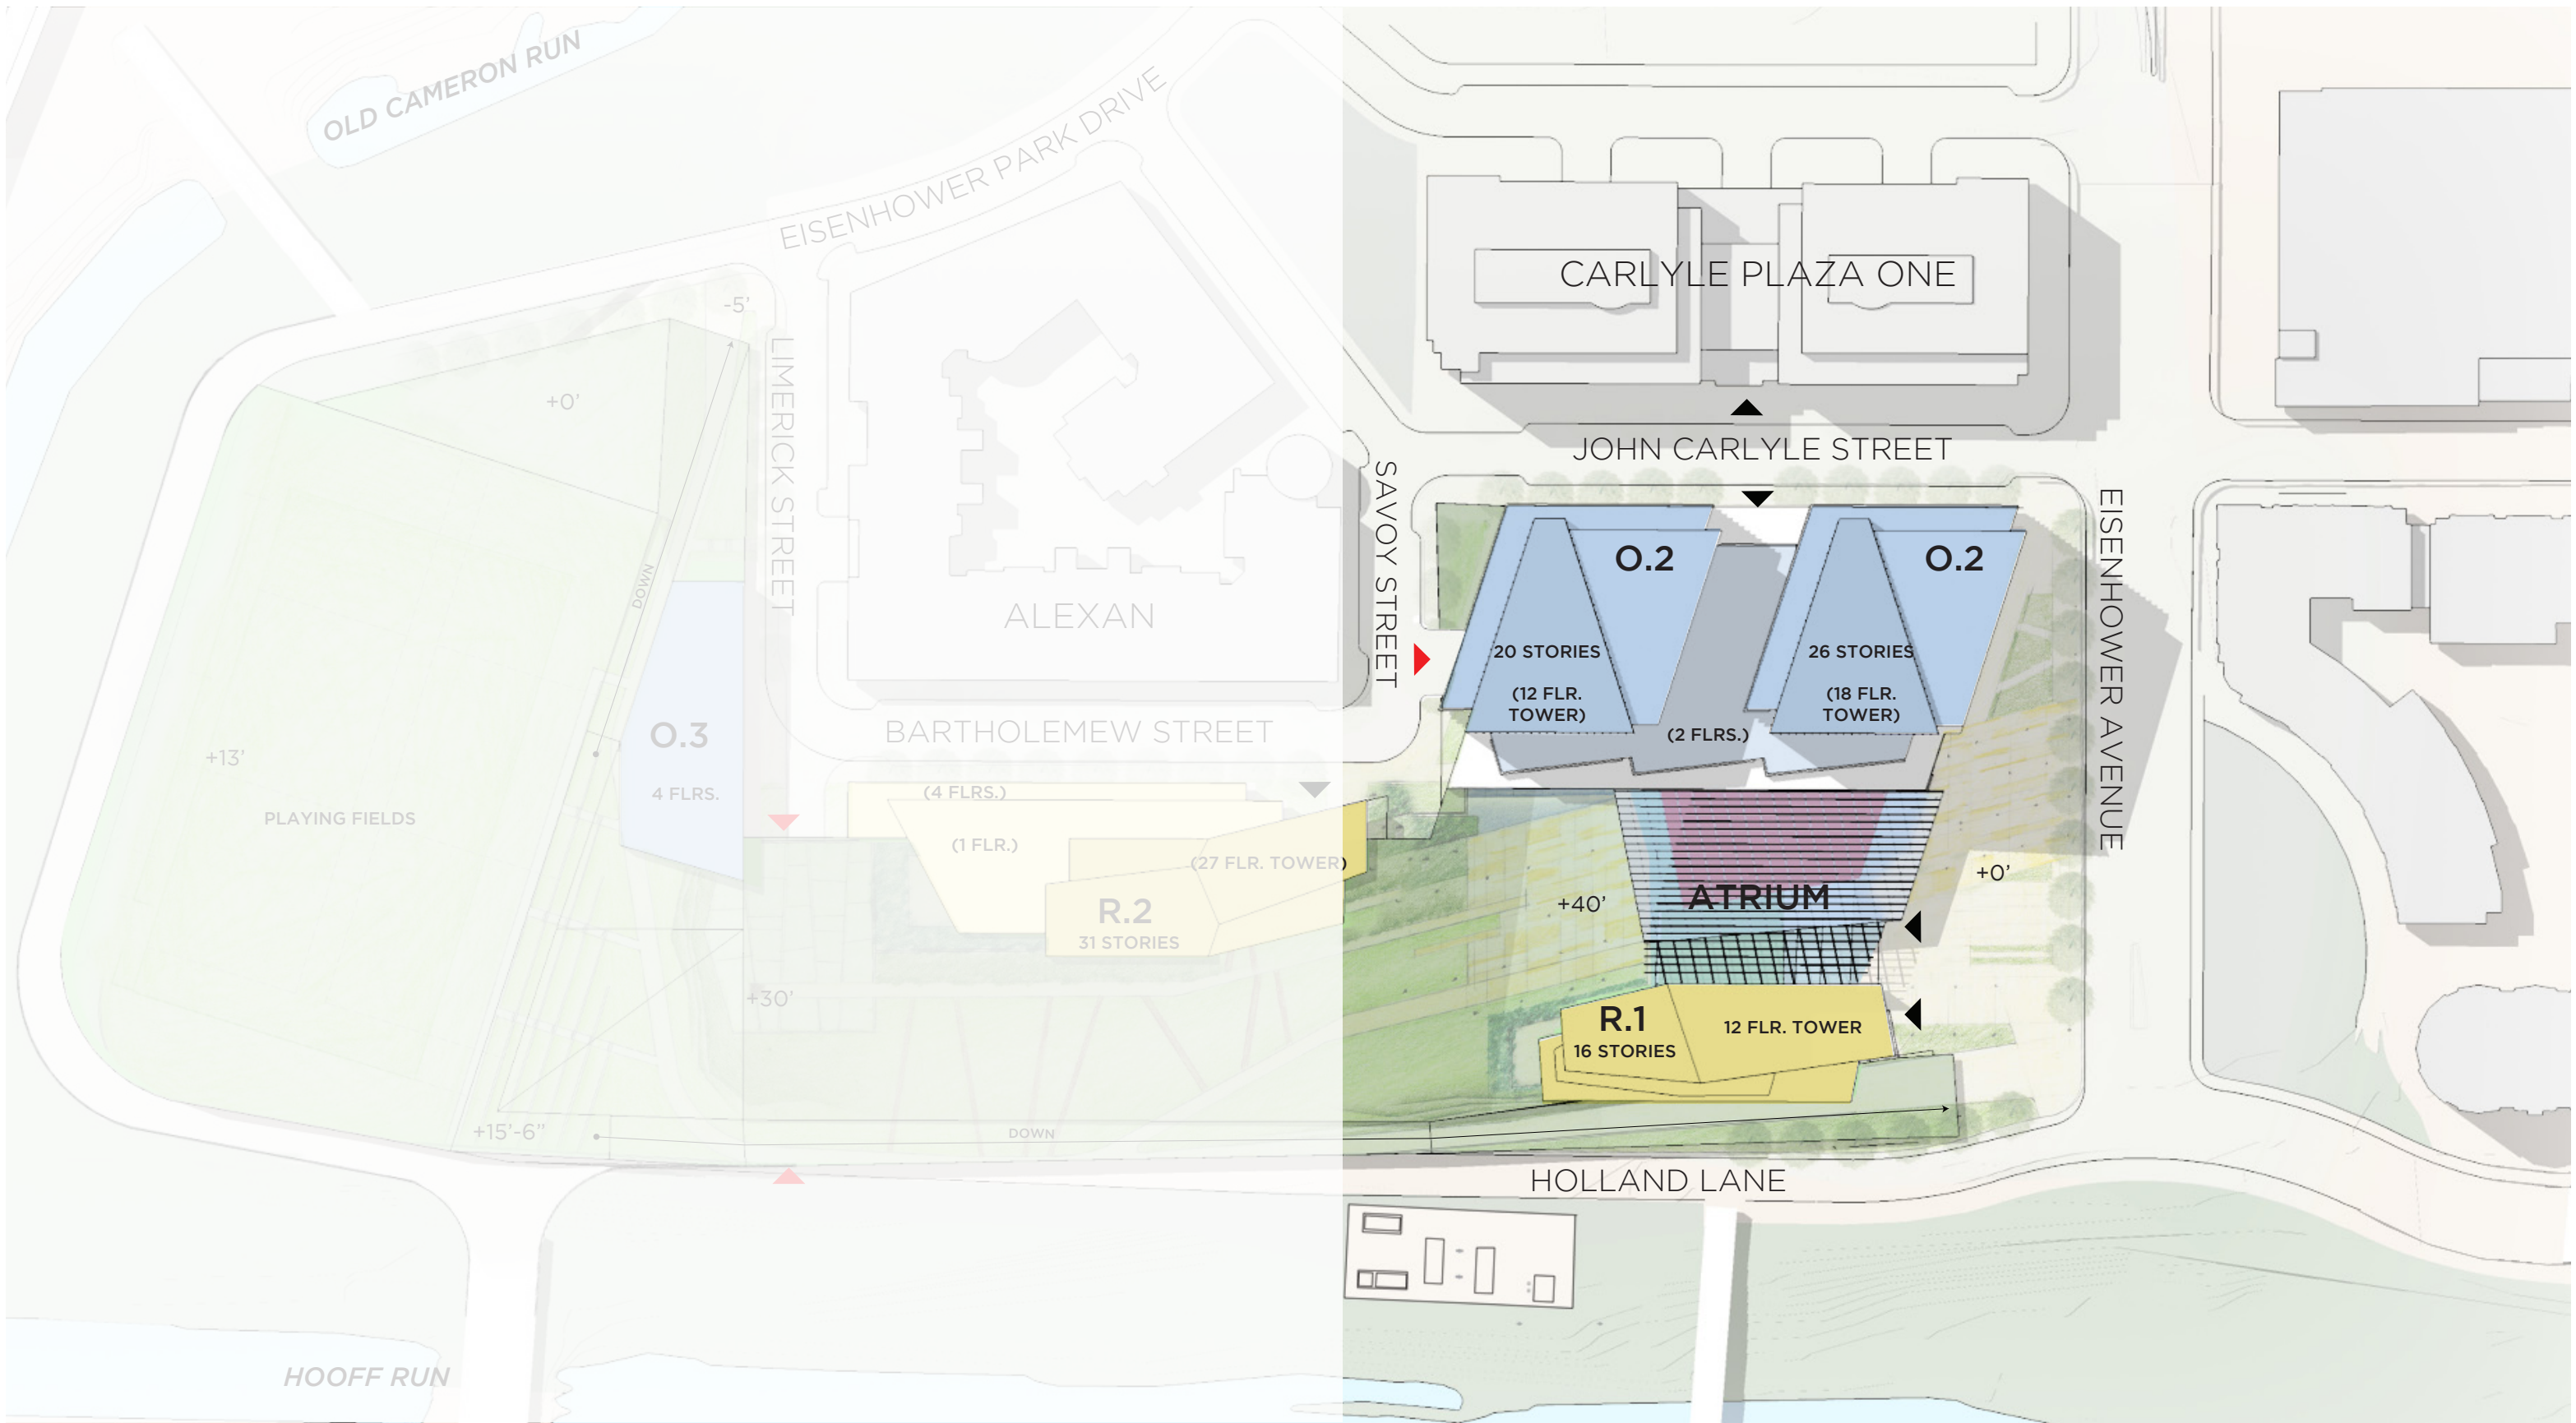 OLD CAMERON RUN
EISENHOWER PARK DRIVE
CARLYLE PLAZA ONE
-5'
+0'
LIMERICK STREET
JOHN CARLYLE STREET
SAVOY STREET
EISENHOWER AVENUE
O.2
O.2
DOWN
ALEXAN
20 STORIES
(12 FLR.
TOWER)
26 STORIES
(18 FLR.
TOWER)
(2 FLRS.)
BARTHOLEMEW STREET
O.3
4 FLRS.
+13'
PLAYING FIELDS
(4 FLRS.)
(1 FLR.)
(27 FLR. TOWER)
R.2
31 STORIES
ATRIUM
+40'
+0'
+30'
R.1
16 STORIES
12 FLR. TOWER
+15'-6"
DOWN
HOLLAND LANE
HOOFF RUN